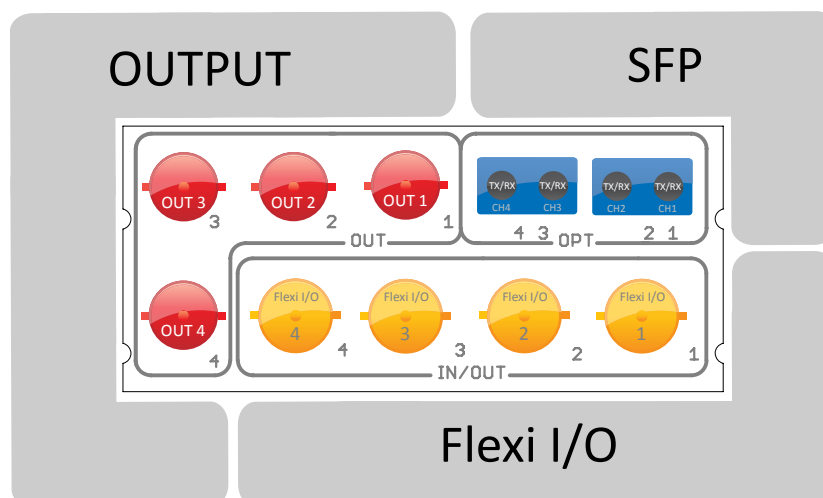 OUTPUT
SFP
OUT 3
OUT 2
OUT 1
TX/RX
TX/RX
TX/RX
TX/RX
CH4
CH3
CH2
CH1
3
2
1
4 3
2 1
OUT
OPT
Flexi I/O
Flexi I/O
Flexi I/O
Flexi I/O
OUT 4
4
3
2
1
4
4
3
2
1
IN/OUT
Flexi I/O